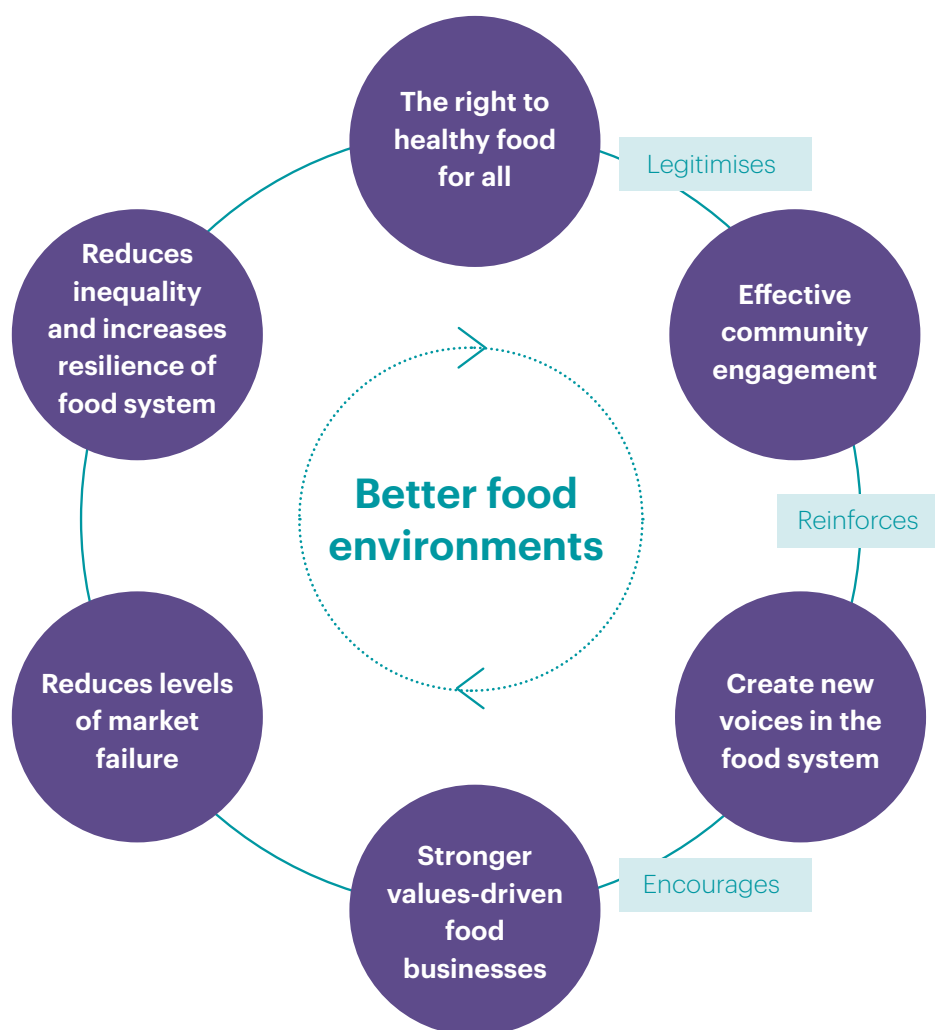 The right to
healthy food
for all
Legitimises
Effective
community
engagement
Reinforces
Create new
voices in the
food system
Encourages
Stronger
values-driven
food
businesses
Reduces levels
of market
failure
Reduces
inequality
and increases
resilience of
food system
Better food
environments